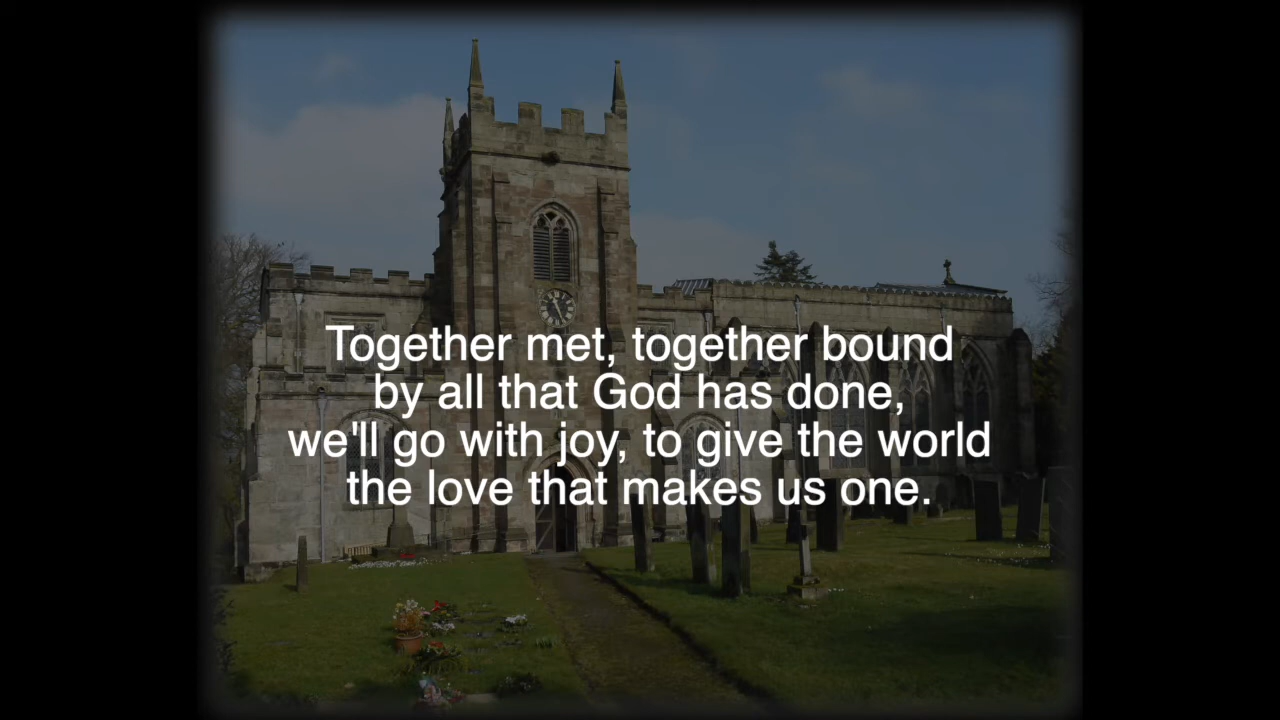 Together met, together bound
by all that God has done,
we'll go with joy, to give the world
the love that makes us one.